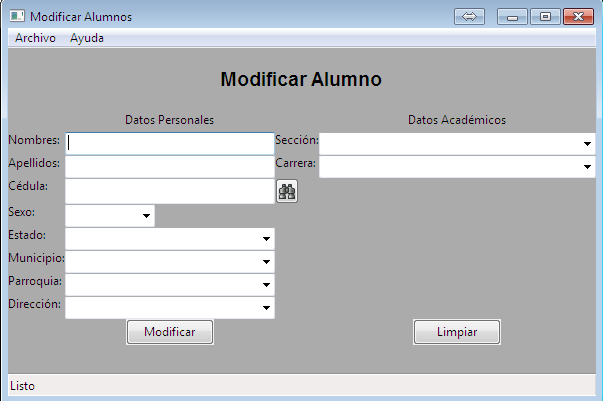 Modificar Alumnos
Archivo Ayuda
Modificar Alumno
Datos Personales Datos Académicos
Nombres: Sección:
Apellidos: Carrera:
Cédula:
Sexo:
Estado:
Municipio:
Parroquia:
Dirección:
Modificar Limpiar
Listo